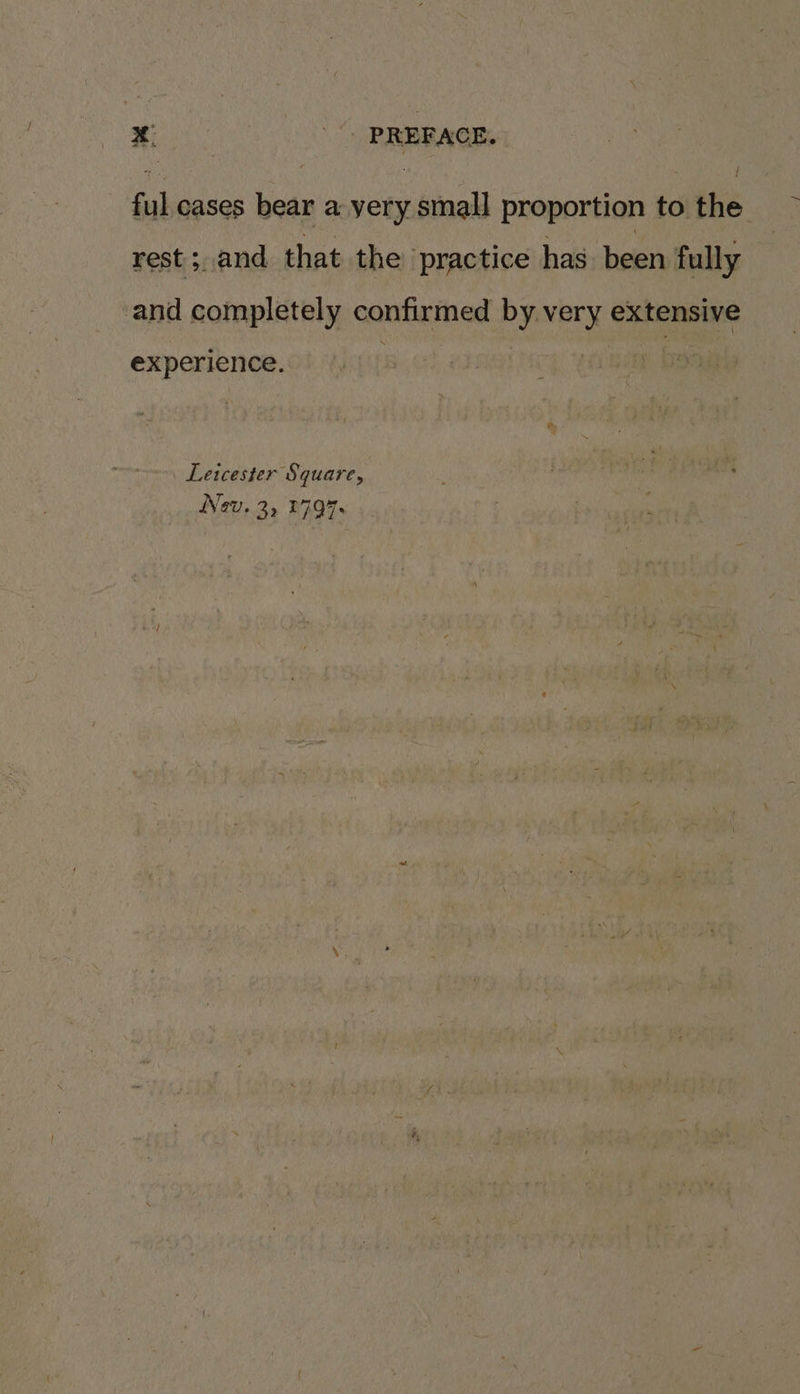 x PREFACE.
ful cases bear a very small proportion to the
rest; and that the practice has been fully
and completely confirmed by very extensive
experience.
Leicester Square,
Nov. 3, 1797.